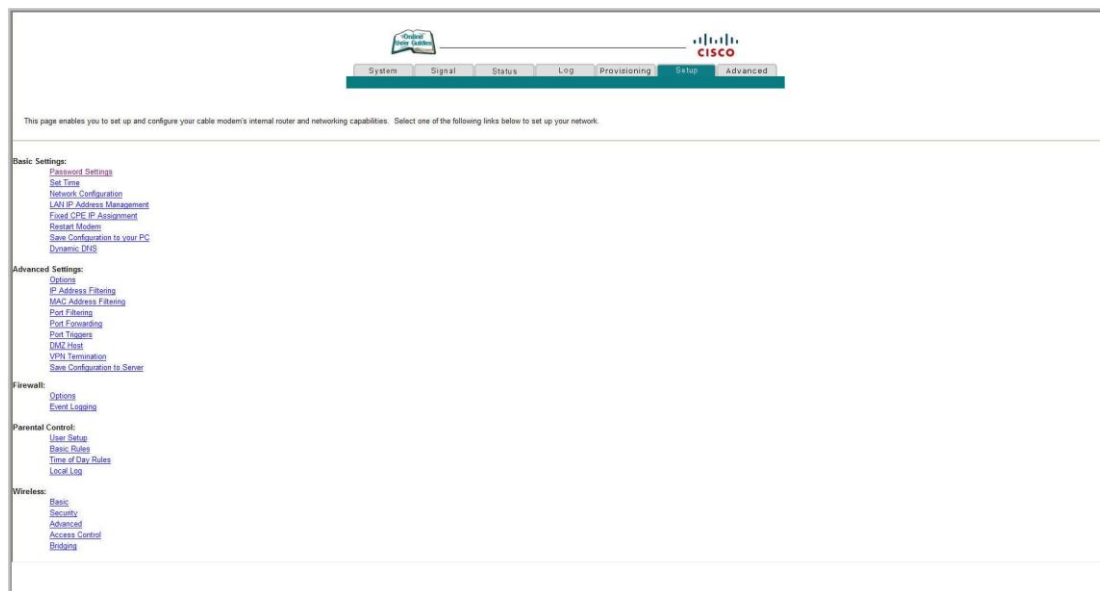 Online
User Guides
CISCO
System Signal Status Log Provisioning Setup Advanced
This page enables you to set up and configure your cable modem's internal router and networking capabilities. Select one of the following links below to set up your network.
Basic Settings:
Password Settings
Set Time
Network Configuration
LAN IP Address Management
Fixed CPE IP Assignment
Restart Modem
Save Configuration to your PC
Dynamic DNS
Advanced Settings:
Options
IP Address Filtering
MAC Address Filtering
Port Filtering
Port Forwarding
Port Triggers
DMZ Host
VPN Termination
Save Configuration to Server
Firewall:
Options
Event Logging
Parental Control:
User Setup
Basic Rules
Time of Day Rules
Local Log
Wireless:
Basic
Security
Advanced
Access Control
Bridging